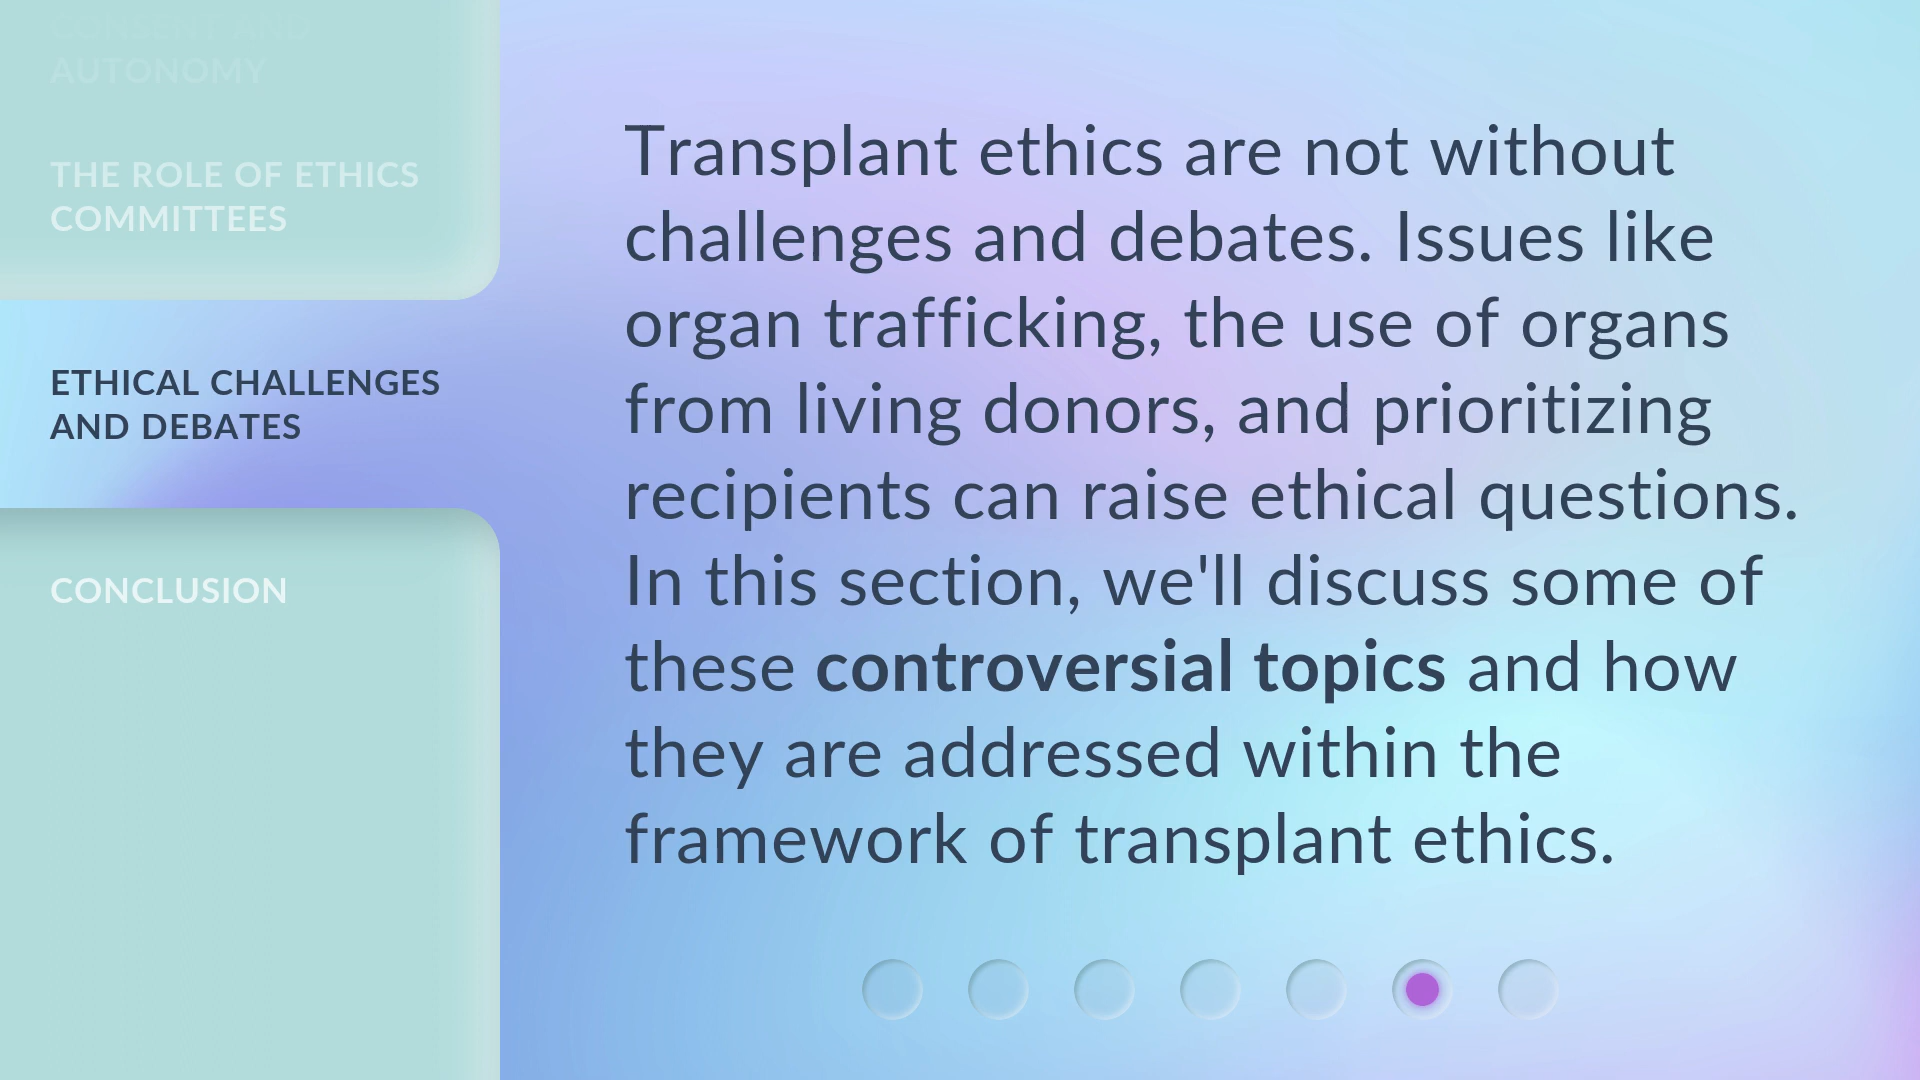 CONSENT AND
AUTONOMY
THE ROLE OF ETHICS
COMMITTEES
ETHICAL CHALLENGES
AND DEBATES
CONCLUSION
Transplant ethics are not without
challenges and debates. Issues like
organ trafficking, the use of organs
from living donors, and prioritizing
recipients can raise ethical questions.
In this section, we'll discuss some of
these controversial topics and how
they are addressed within the
framework of transplant ethics.